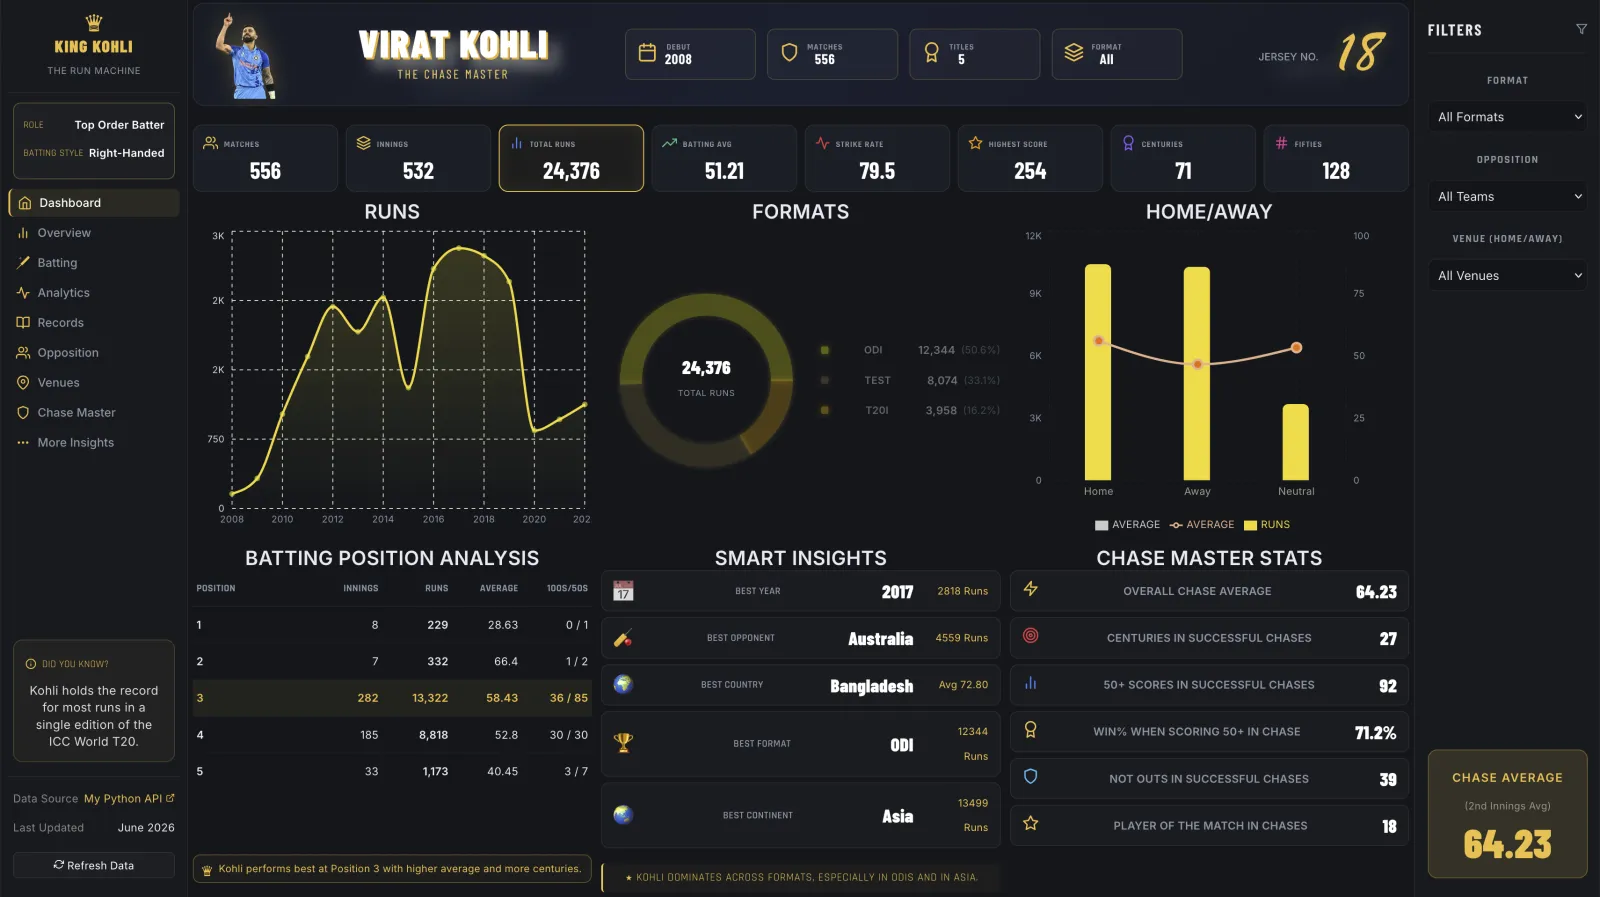 KING KOHLI
THE RUN MACHINE
ROLE Top Order Batter
BATTING STYLE Right-Handed
Dashboard
Overview
Batting
Analytics
Records
Opposition
Venues
Chase Master
More Insights
DID YOU KNOW?
Kohli holds the record
for most runs in a
single edition of the
ICC World T20.
Data Source My Python API
Last Updated June 2026
Refresh Data
VIRAT KOHLI
THE CHASE MASTER
DEBUT
2008
MATCHES
556
TITLES
5
FORMAT
All
JERSEY NO. 18
MATCHES
556
INNINGS
532
TOTAL RUNS
24,376
BATTING AVG
51.21
STRIKE RATE
79.5
HIGHEST SCORE
254
CENTURIES
71
FIFTIES
128
RUNS
3K
2K
2K
750
0
2008 2010 2012 2014 2016 2018 2020 202
FORMATS
24,376
TOTAL RUNS
ODI 12,344 (50.6%)
TEST 8,074 (33.1%)
T20I 3,958 (16.2%)
HOME/AWAY
12K 100
9K 75
6K 50
3K 25
0 0
Home Away Neutral
AVERAGE AVERAGE RUNS
BATTING POSITION ANALYSIS
POSITION INNINGS RUNS AVERAGE 100S/50S
1 8 229 28.63 0 / 1
2 7 332 66.4 1 / 2
3 282 13,322 58.43 36 / 85
4 185 8,818 52.8 30 / 30
5 33 1,173 40.45 3 / 7
Kohli performs best at Position 3 with higher average and more centuries.
SMART INSIGHTS
17 BEST YEAR 2017 2818 Runs
BEST OPPONENT Australia 4559 Runs
BEST COUNTRY Bangladesh Avg 72.80
BEST FORMAT ODI 12344
Runs
BEST CONTINENT Asia 13499
Runs
★ KOHLI DOMINATES ACROSS FORMATS, ESPECIALLY IN ODIS AND IN ASIA.
CHASE MASTER STATS
OVERALL CHASE AVERAGE 64.23
CENTURIES IN SUCCESSFUL CHASES 27
50+ SCORES IN SUCCESSFUL CHASES 92
WIN% WHEN SCORING 50+ IN CHASE 71.2%
NOT OUTS IN SUCCESSFUL CHASES 39
PLAYER OF THE MATCH IN CHASES 18
FILTERS
FORMAT
All Formats
OPPOSITION
All Teams
VENUE (HOME/AWAY)
All Venues
CHASE AVERAGE
(2nd Innings Avg)
64.23